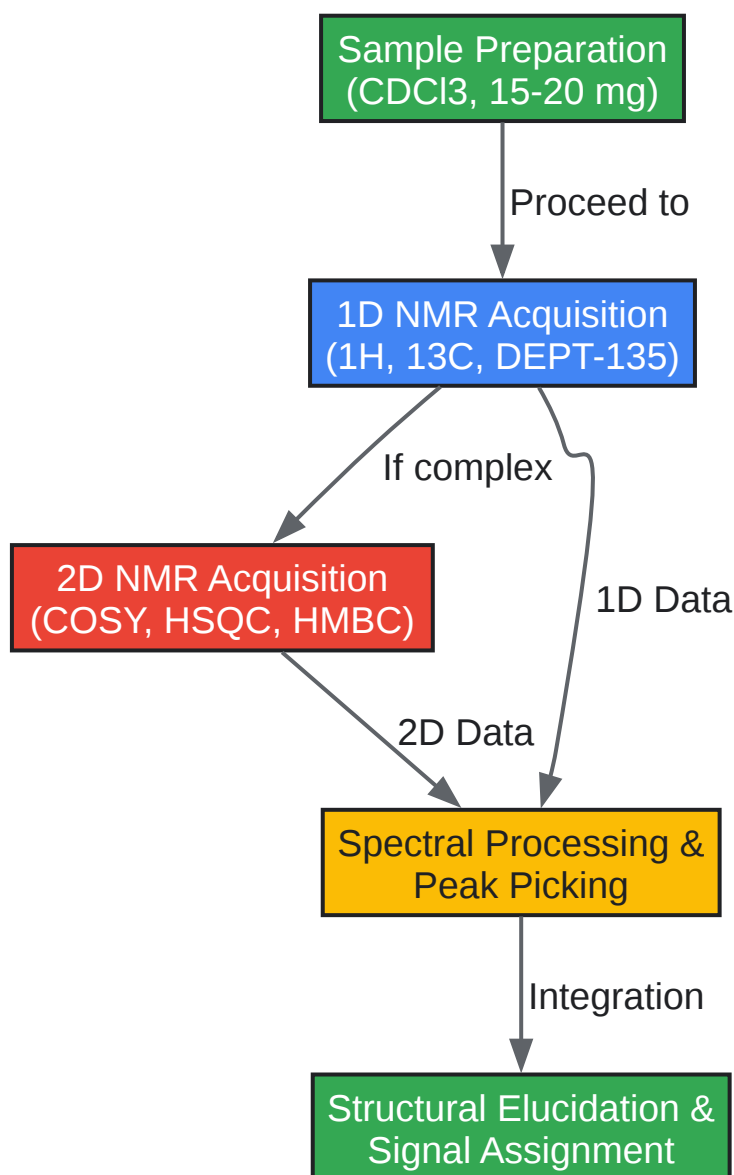 Sample Preparation
(CDCl3, 15-20 mg)
Proceed to
1D NMR Acquisition
(1H, 13C, DEPT-135)
If complex
2D NMR Acquisition
(COSY, HSQC, HMBC)
1D Data
2D Data
Spectral Processing &
Peak Picking
Integration
Structural Elucidation &
Signal Assignment